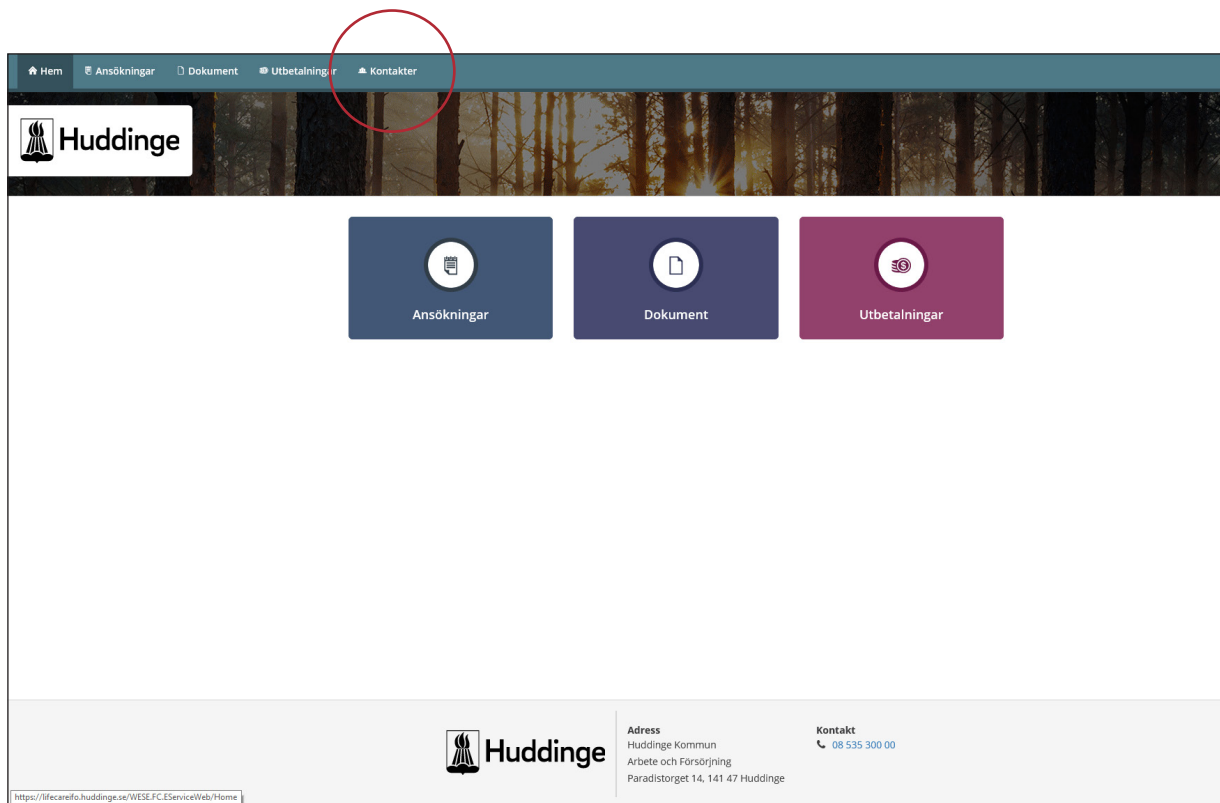 Hem Ansökningar Dokument Utbetalningar Kontakter
Huddinge
Ansökningar Dokument Utbetalningar
Huddinge
Adress
Huddinge Kommun
Arbete och Försörjning
Paradistorget 14, 141 47 Huddinge
Kontakt
08 535 300 00
https://lifecareifo.huddinge.se/WESE.FC.EServiceWeb/Home